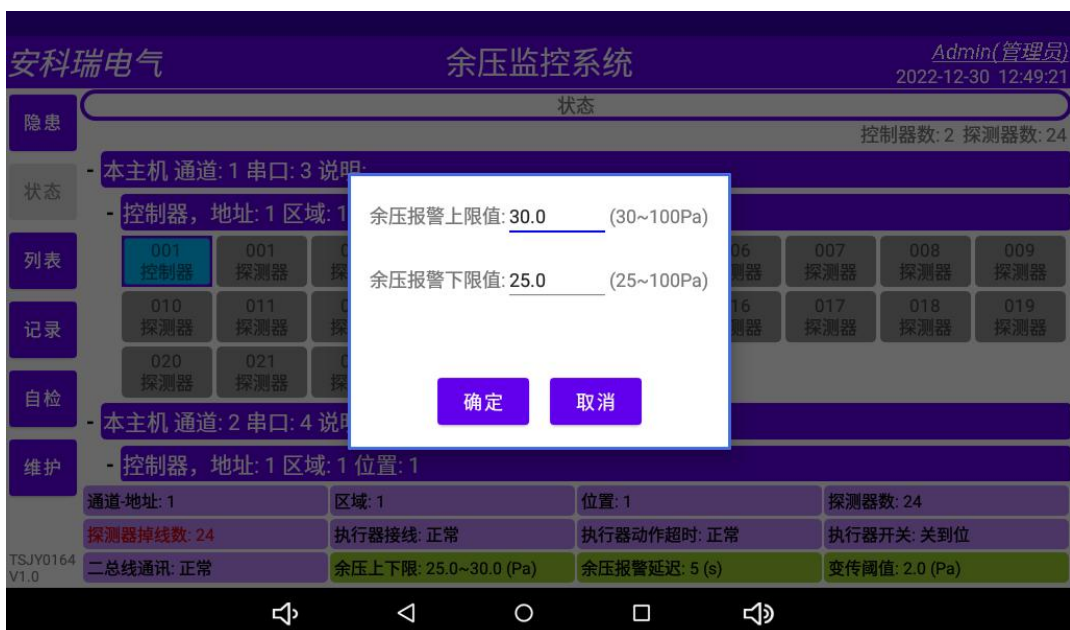 安科瑞电气
余压监控系统
Admin(管理员)
2022-12-30 12:49:21
隐患
状态
列表
记录
自检
维护
TSJY0164
V1.0
状态
控制器数: 2 探测器数: 24
- 本主机 通道: 1 串口: 3 说明:
- 控制器，地址: 1 区域: 1
001 控制器
001 探测器
007 探测器
008 探测器
009 探测器
010 探测器
011 探测器
017 探测器
018 探测器
019 探测器
020 探测器
021 探测器
余压报警上限值: 30.0 (30~100Pa)
余压报警下限值: 25.0 (25~100Pa)
确定
取消
- 本主机 通道: 2 串口: 4
- 控制器，地址: 1 区域: 1 位置: 1
通道-地址: 1
区域: 1
位置: 1
探测器数: 24
探测器掉线数: 24
执行器接线: 正常
执行器动作超时: 正常
执行器开关: 关到位
二总线通讯: 正常
余压上下限: 25.0~30.0 (Pa)
余压报警延迟: 5 (s)
变传阈值: 2.0 (Pa)